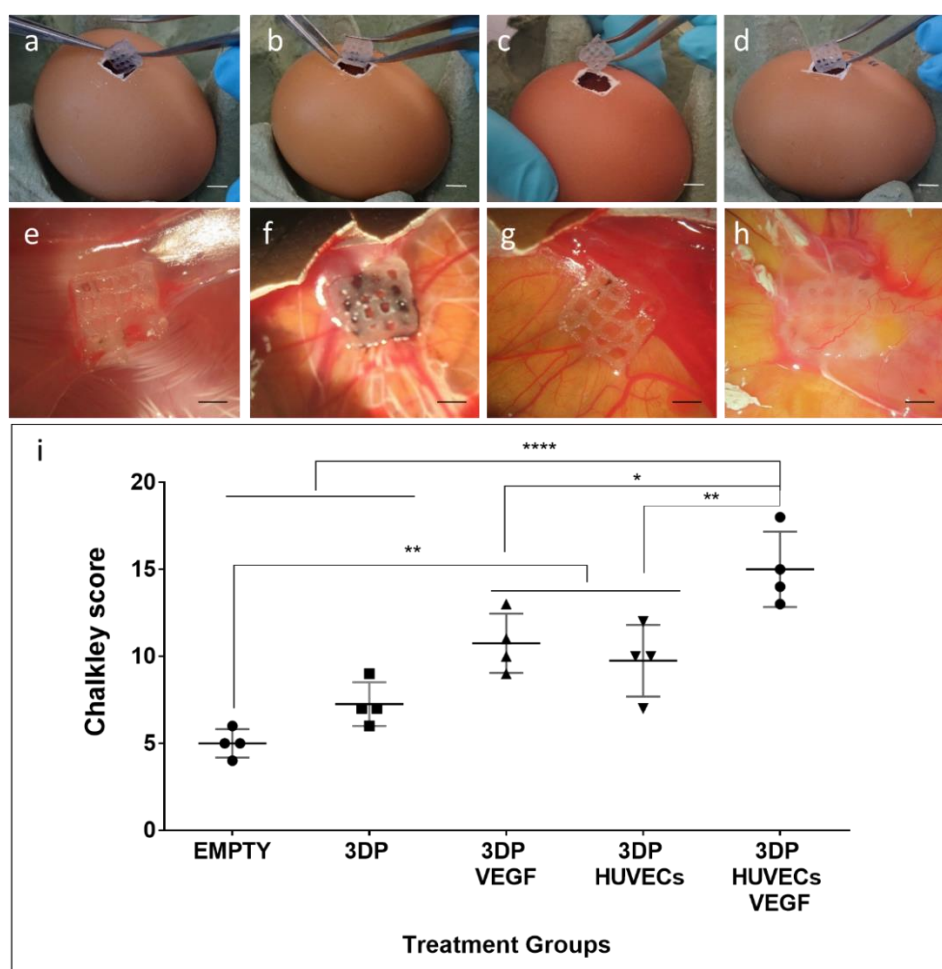 a
b
c
d
e
f
g
h
i
****
*
**
**
20
15
10
5
0
Chalkley score
EMPTY
3DP
3DP
VEGF
3DP
HUVECs
3DP
HUVECs
VEGF
Treatment Groups